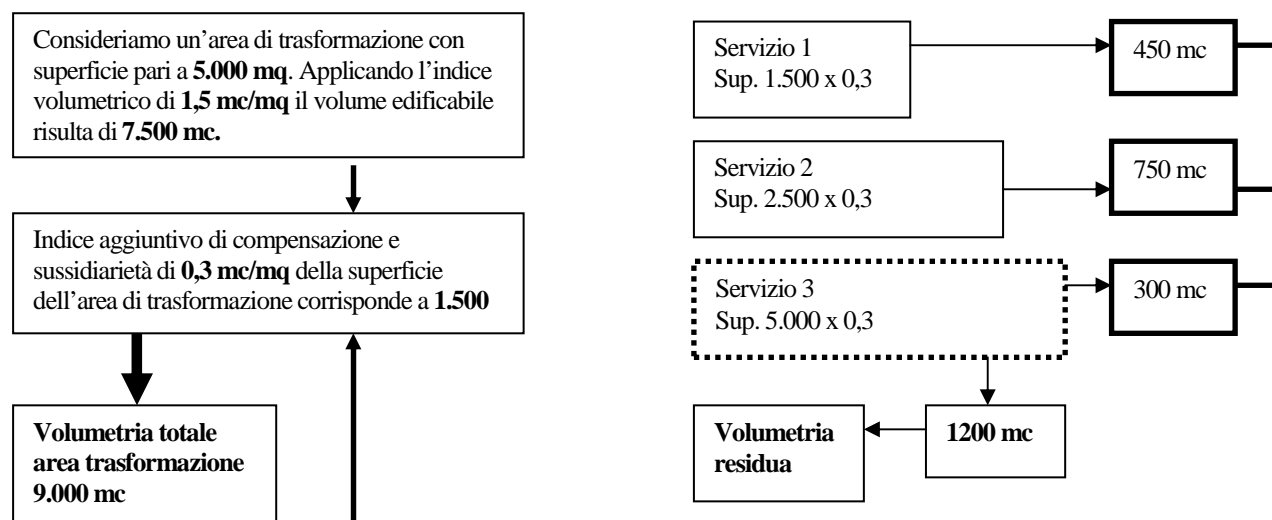 Consideriamo un’area di trasformazione con
superficie pari a 5.000 mq. Applicando l’indice
volumetrico di 1,5 mc/mq il volume edificabile
risulta di 7.500 mc.
Indice aggiuntivo di compensazione e
sussidiarietà di 0,3 mc/mq della superficie
dell’area di trasformazione corrisponde a 1.500
Volumetria totale
area trasformazione
9.000 mc
Servizio 1
Sup. 1.500 x 0,3
450 mc
Servizio 2
Sup. 2.500 x 0,3
750 mc
Servizio 3
Sup. 5.000 x 0,3
300 mc
Volumetria
residua
1200 mc